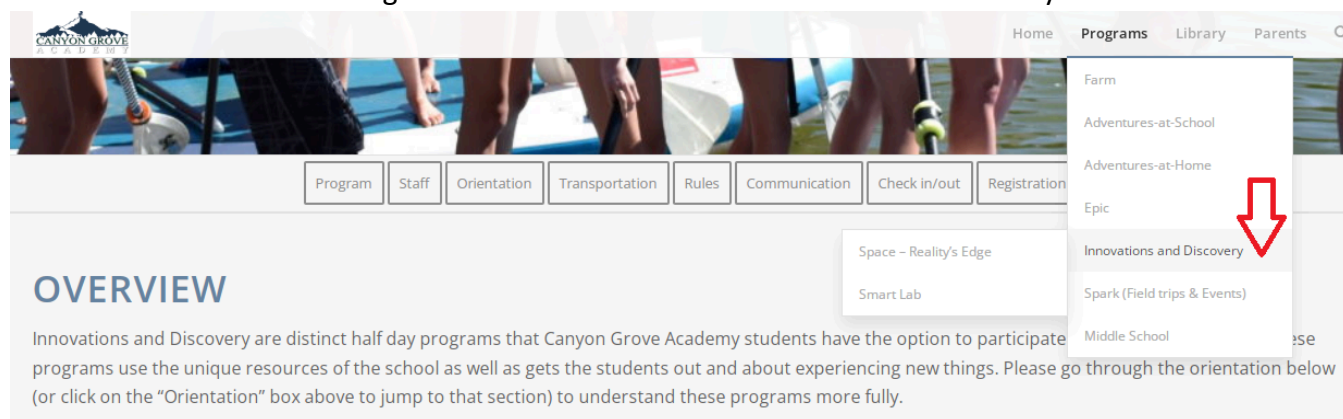 CANYON GROVE
ACADEMY
Home Programs Library Parents
Farm
Adventures-at-School
Adventures-at-Home
Epic
Innovations and Discovery
Spark (Field trips & Events)
Middle School
Program Staff Orientation Transportation Rules Communication Check in/out Registration
Space – Reality's Edge
Smart Lab
OVERVIEW
Innovations and Discovery are distinct half day programs that Canyon Grove Academy students have the option to participate
programs use the unique resources of the school as well as gets the students out and about experiencing new things. Please go through the orientation below
(or click on the “Orientation” box above to jump to that section) to understand these programs more fully.